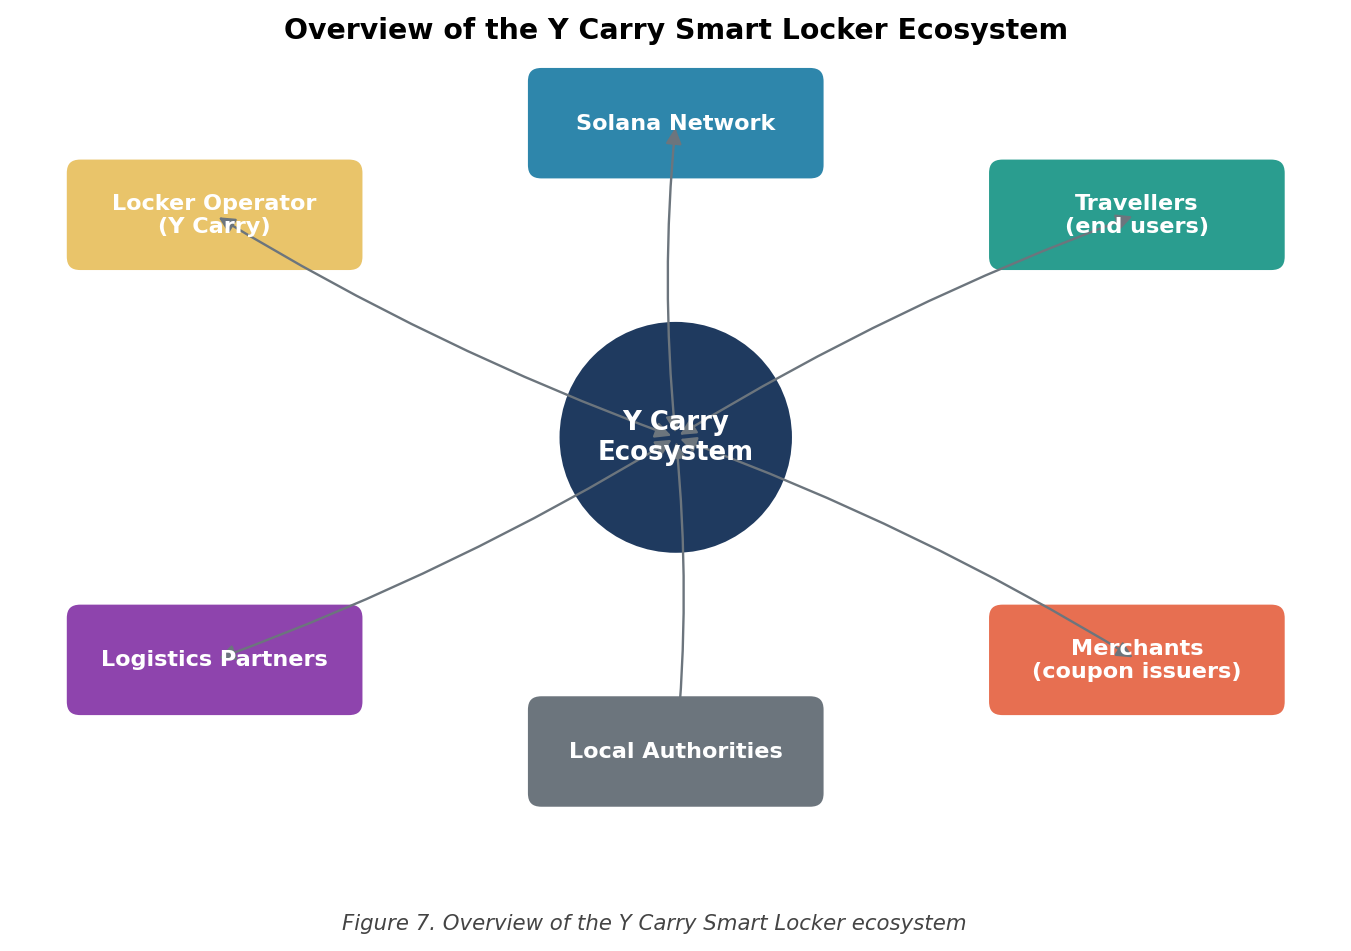 Overview of the Y Carry Smart Locker Ecosystem
Solana Network
Locker Operator
(Y Carry)
Travellers
(end users)
Y Carry
Ecosystem
Logistics Partners
Merchants
(coupon issuers)
Local Authorities
Figure 7. Overview of the Y Carry Smart Locker ecosystem